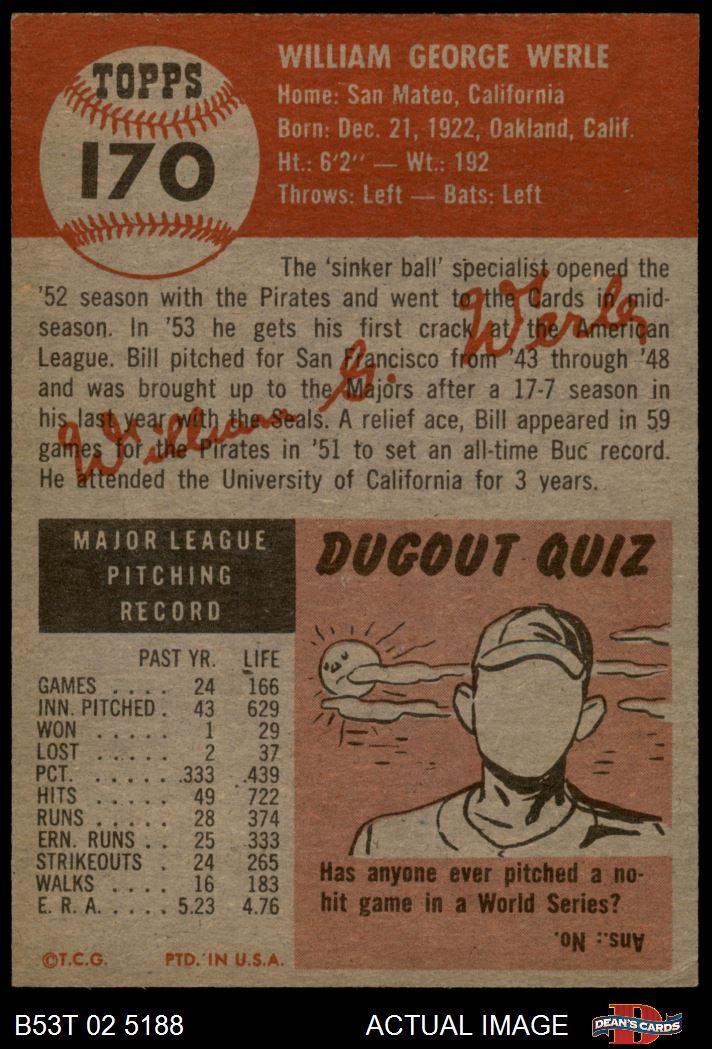 TOPPS
170
WILLIAM GEORGE WERLE
Home: San Mateo, California
Born: Dec. 21, 1922, Oakland, Calif.
Ht.: 6'2" — Wt.: 192
Throws: Left — Bats: Left
The 'sinker ball' specialist opened the
'52 season with the Pirates and went to the Cards in mid-
season. In '53 he gets his first crack at the American
League. Bill pitched for San Francisco from '43 through '48
and was brought up to the Majors after a 17-7 season in
his last year with the Seals. A relief ace, Bill appeared in 59
games for the Pirates in '51 to set an all-time Buc record.
He attended the University of California for 3 years.
William G. Werle
MAJOR LEAGUE
PITCHING
RECORD
PAST YR. LIFE
GAMES . . . . 24 166
INN. PITCHED . 43 629
WON . . . . . 1 29
LOST . . . . . 2 37
PCT. . . . . . .333 .439
HITS . . . . . 49 722
RUNS . . . . . 28 374
ERN. RUNS . . 25 333
STRIKEOUTS . 24 265
WALKS . . . . 16 183
E. R. A. . . . . . 5.23 4.76
©T.C.G. PTD. IN U.S.A.
DUGOUT QUIZ
Has anyone ever pitched a no-
hit game in a World Series?
Ans.: No.
B53T 02 5188 ACTUAL IMAGE
D
DEAN'S CARDS